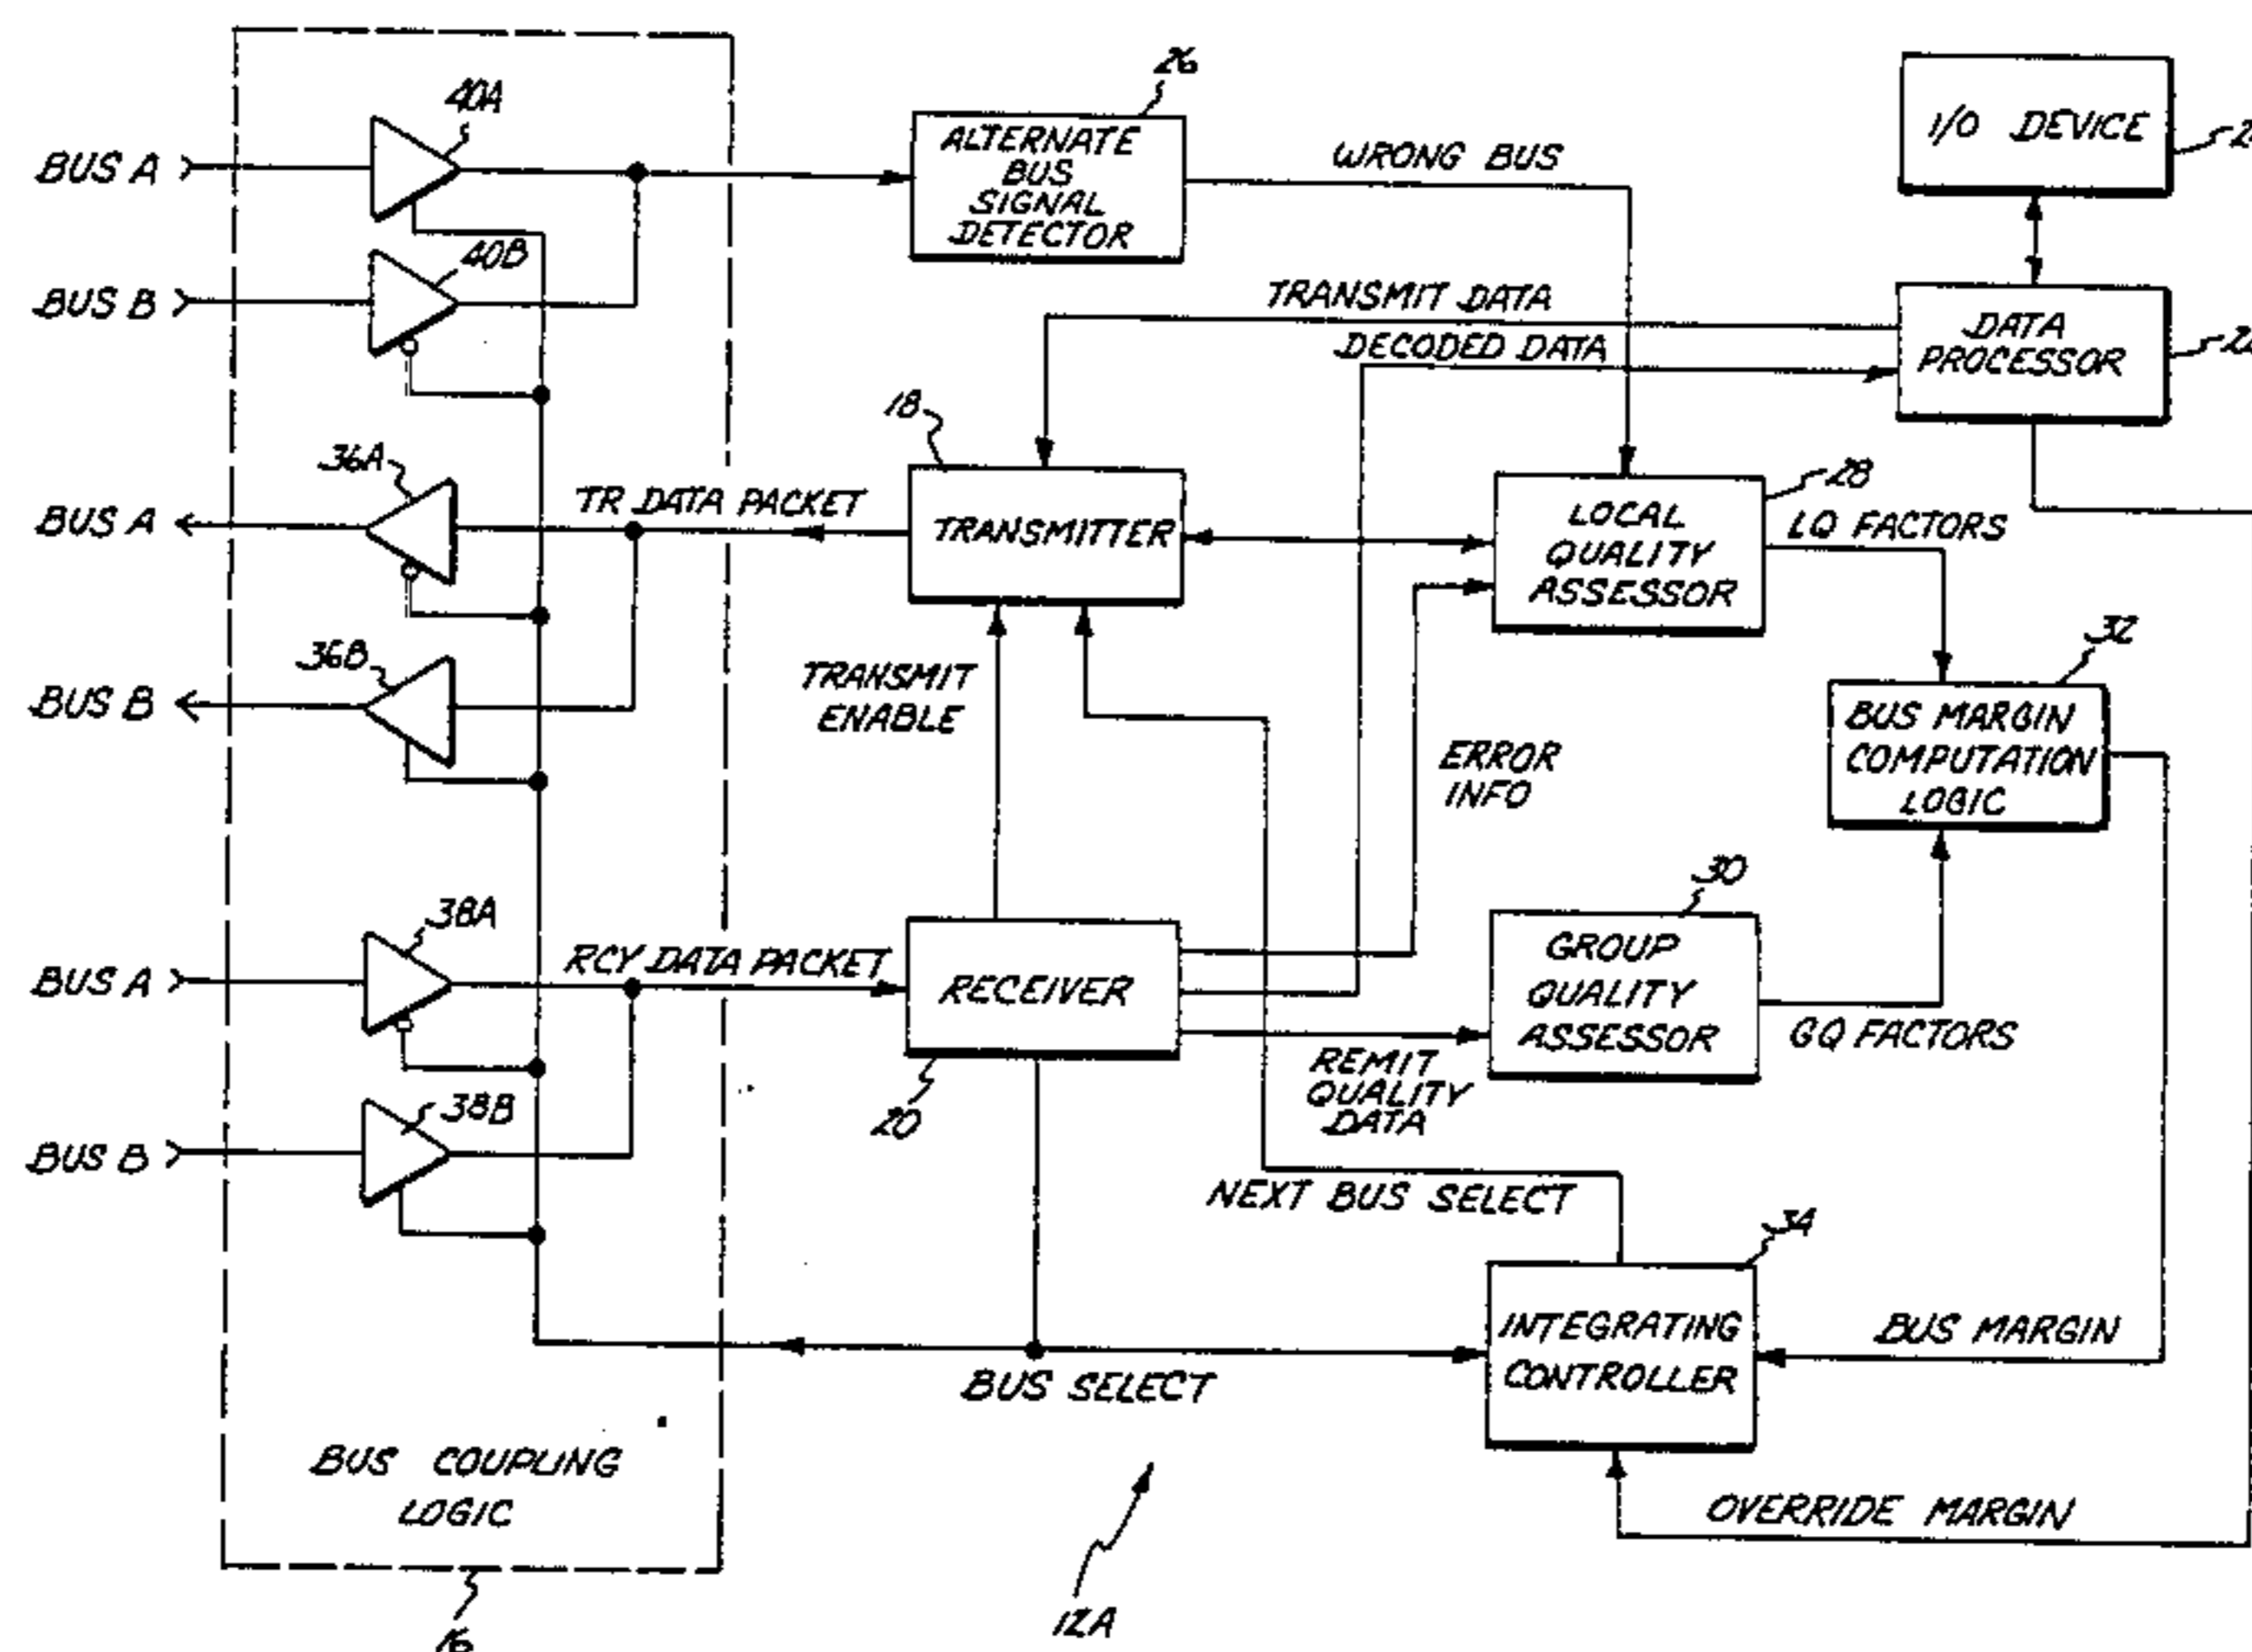 26
40A
BUS A
ALTERNATE
BUS
SIGNAL
DETECTOR
WRONG BUS
I/O DEVICE
40B
BUS B
TRANSMIT DATA
DECODED DATA
DATA
PROCESSOR
18
36A
BUS A
TR DATA PACKET
TRANSMITTER
28
LOCAL
QUALITY
ASSESSOR
LQ FACTORS
36B
BUS B
TRANSMIT
ENABLE
32
BUS MARGIN
COMPUTATION
LOGIC
ERROR
INFO
30
38A
BUS A
RCY DATA PACKET
RECEIVER
20
GROUP
QUALITY
ASSESSOR
GQ FACTORS
REMIT
QUALITY
DATA
38B
BUS B
NEXT BUS SELECT
34
INTEGRATING
CONTROLLER
BUS MARGIN
BUS SELECT
BUS COUPLING
LOGIC
OVERRIDE MARGIN
16
12A